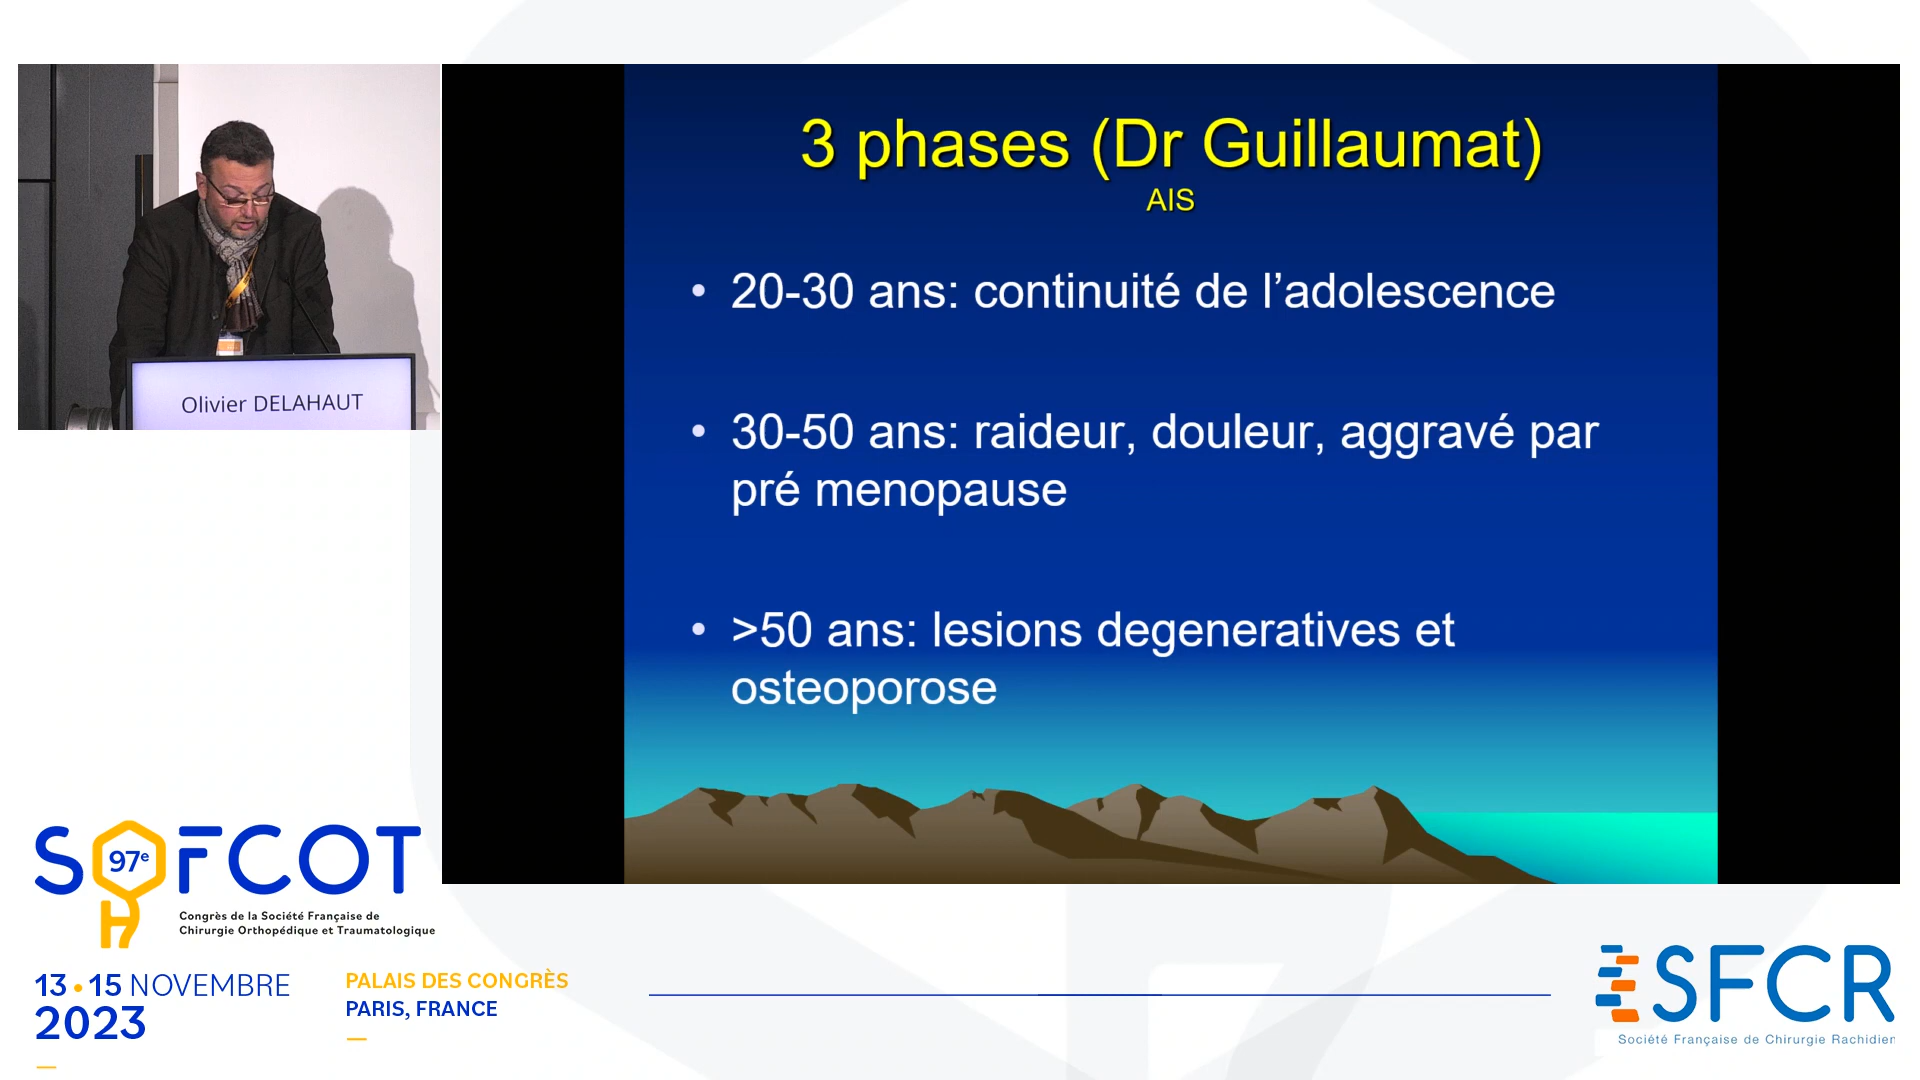 Olivier DELAHAUT
3 phases (Dr Guillaumat)
AIS
• 20-30 ans: continuité de l’adolescence
• 30-50 ans: raideur, douleur, aggravé par
pré menopause
• >50 ans: lesions degeneratives et
osteoporose
SOFCOT
97e
Congrès de la Société Française de
Chirurgie Orthopédique et Traumatologique
13•15 NOVEMBRE
2023
PALAIS DES CONGRÈS
PARIS, FRANCE
SFCR
Société Française de Chirurgie Rachidien